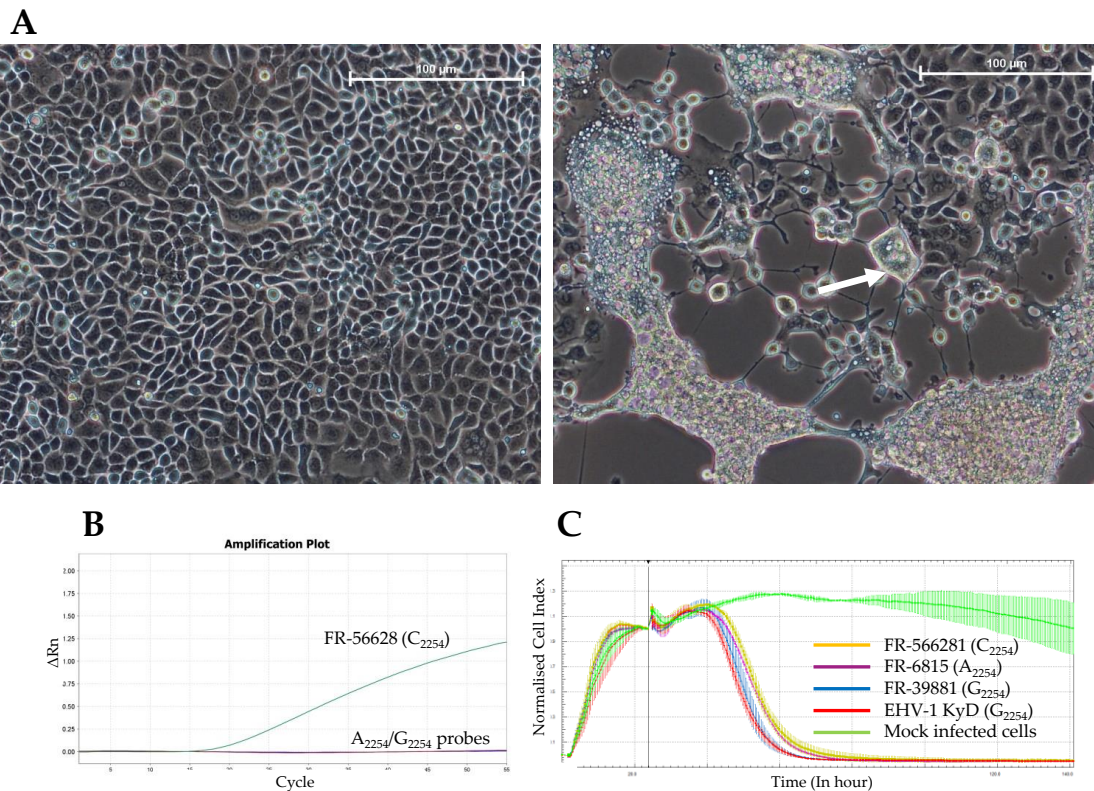 A
100 µm
100 µm
B
Amplification Plot
ΔRn
2.00
1.75
1.50
1.25
1.00
0.75
0.50
0.25
0.00
FR-56628 (C2254)
A2254/G2254 probes
5
10
15
20
25
30
35
40
45
50
55
Cycle
C
Normalised Cell Index
FR-566281 (C2254)
FR-6815 (A2254)
FR-39881 (G2254)
EHV-1 KyD (G2254)
Mock infected cells
120.0
Time (In hour)